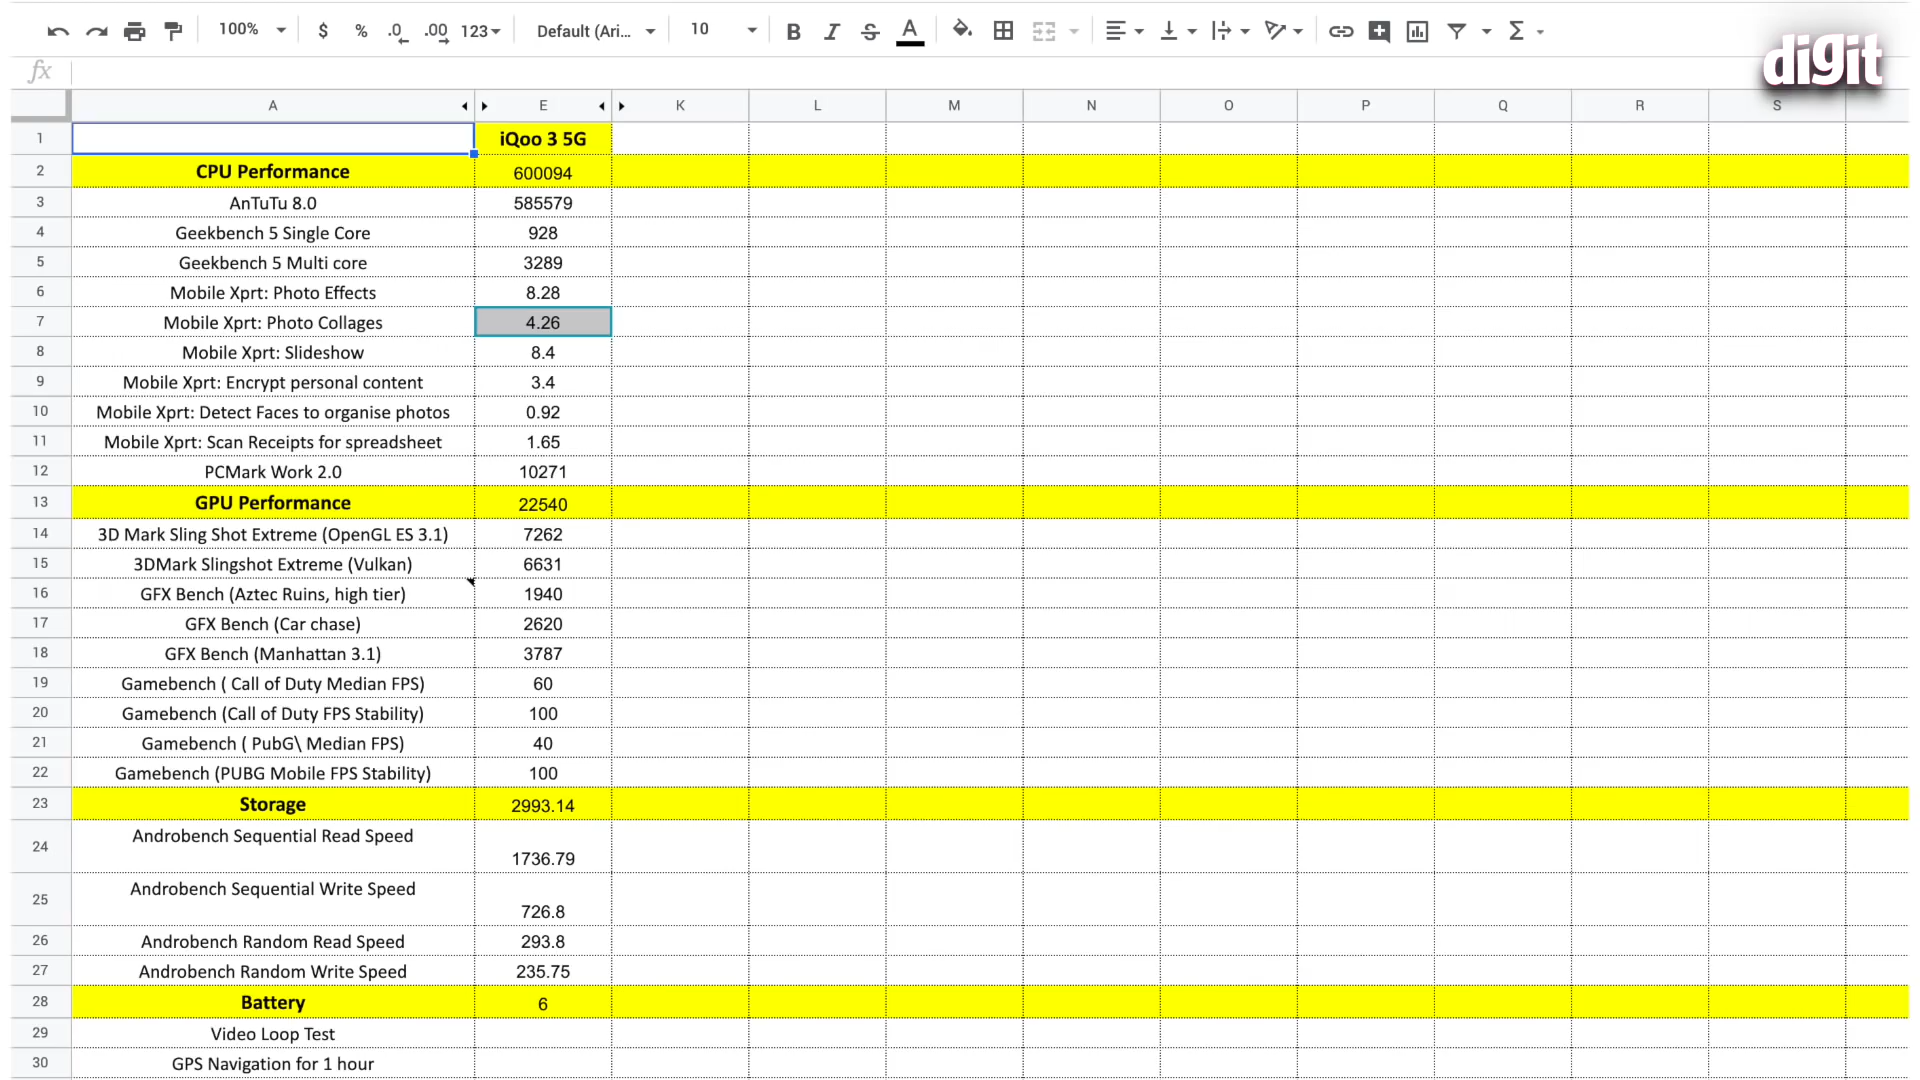 100% $ % .0 .00 123 Default (Ari... 10 B I S A Σ
digit
fx
A E K L M N O P Q R S
1 iQoo 3 5G
2 CPU Performance 600094
3 AnTuTu 8.0 585579
4 Geekbench 5 Single Core 928
5 Geekbench 5 Multi core 3289
6 Mobile Xprt: Photo Effects 8.28
7 Mobile Xprt: Photo Collages 4.26
8 Mobile Xprt: Slideshow 8.4
9 Mobile Xprt: Encrypt personal content 3.4
10 Mobile Xprt: Detect Faces to organise photos 0.92
11 Mobile Xprt: Scan Receipts for spreadsheet 1.65
12 PCMark Work 2.0 10271
13 GPU Performance 22540
14 3D Mark Sling Shot Extreme (OpenGL ES 3.1) 7262
15 3DMark Slingshot Extreme (Vulkan) 6631
16 GFX Bench (Aztec Ruins, high tier) 1940
17 GFX Bench (Car chase) 2620
18 GFX Bench (Manhattan 3.1) 3787
19 Gamebench ( Call of Duty Median FPS) 60
20 Gamebench (Call of Duty FPS Stability) 100
21 Gamebench ( PubG\ Median FPS) 40
22 Gamebench (PUBG Mobile FPS Stability) 100
23 Storage 2993.14
24 Androbench Sequential Read Speed 1736.79
25 Androbench Sequential Write Speed 726.8
26 Androbench Random Read Speed 293.8
27 Androbench Random Write Speed 235.75
28 Battery 6
29 Video Loop Test
30 GPS Navigation for 1 hour